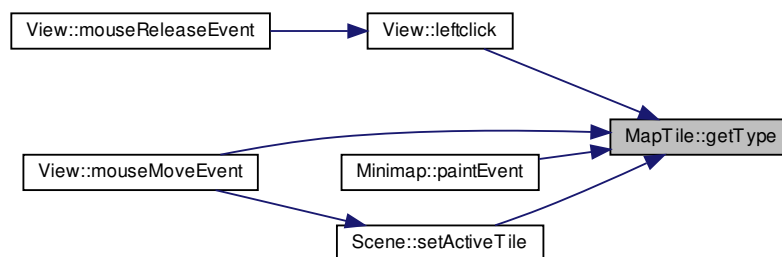 View::mouseReleaseEvent
View::leftclick
MapTile::getType
View::mouseMoveEvent
Minimap::paintEvent
Scene::setActiveTile